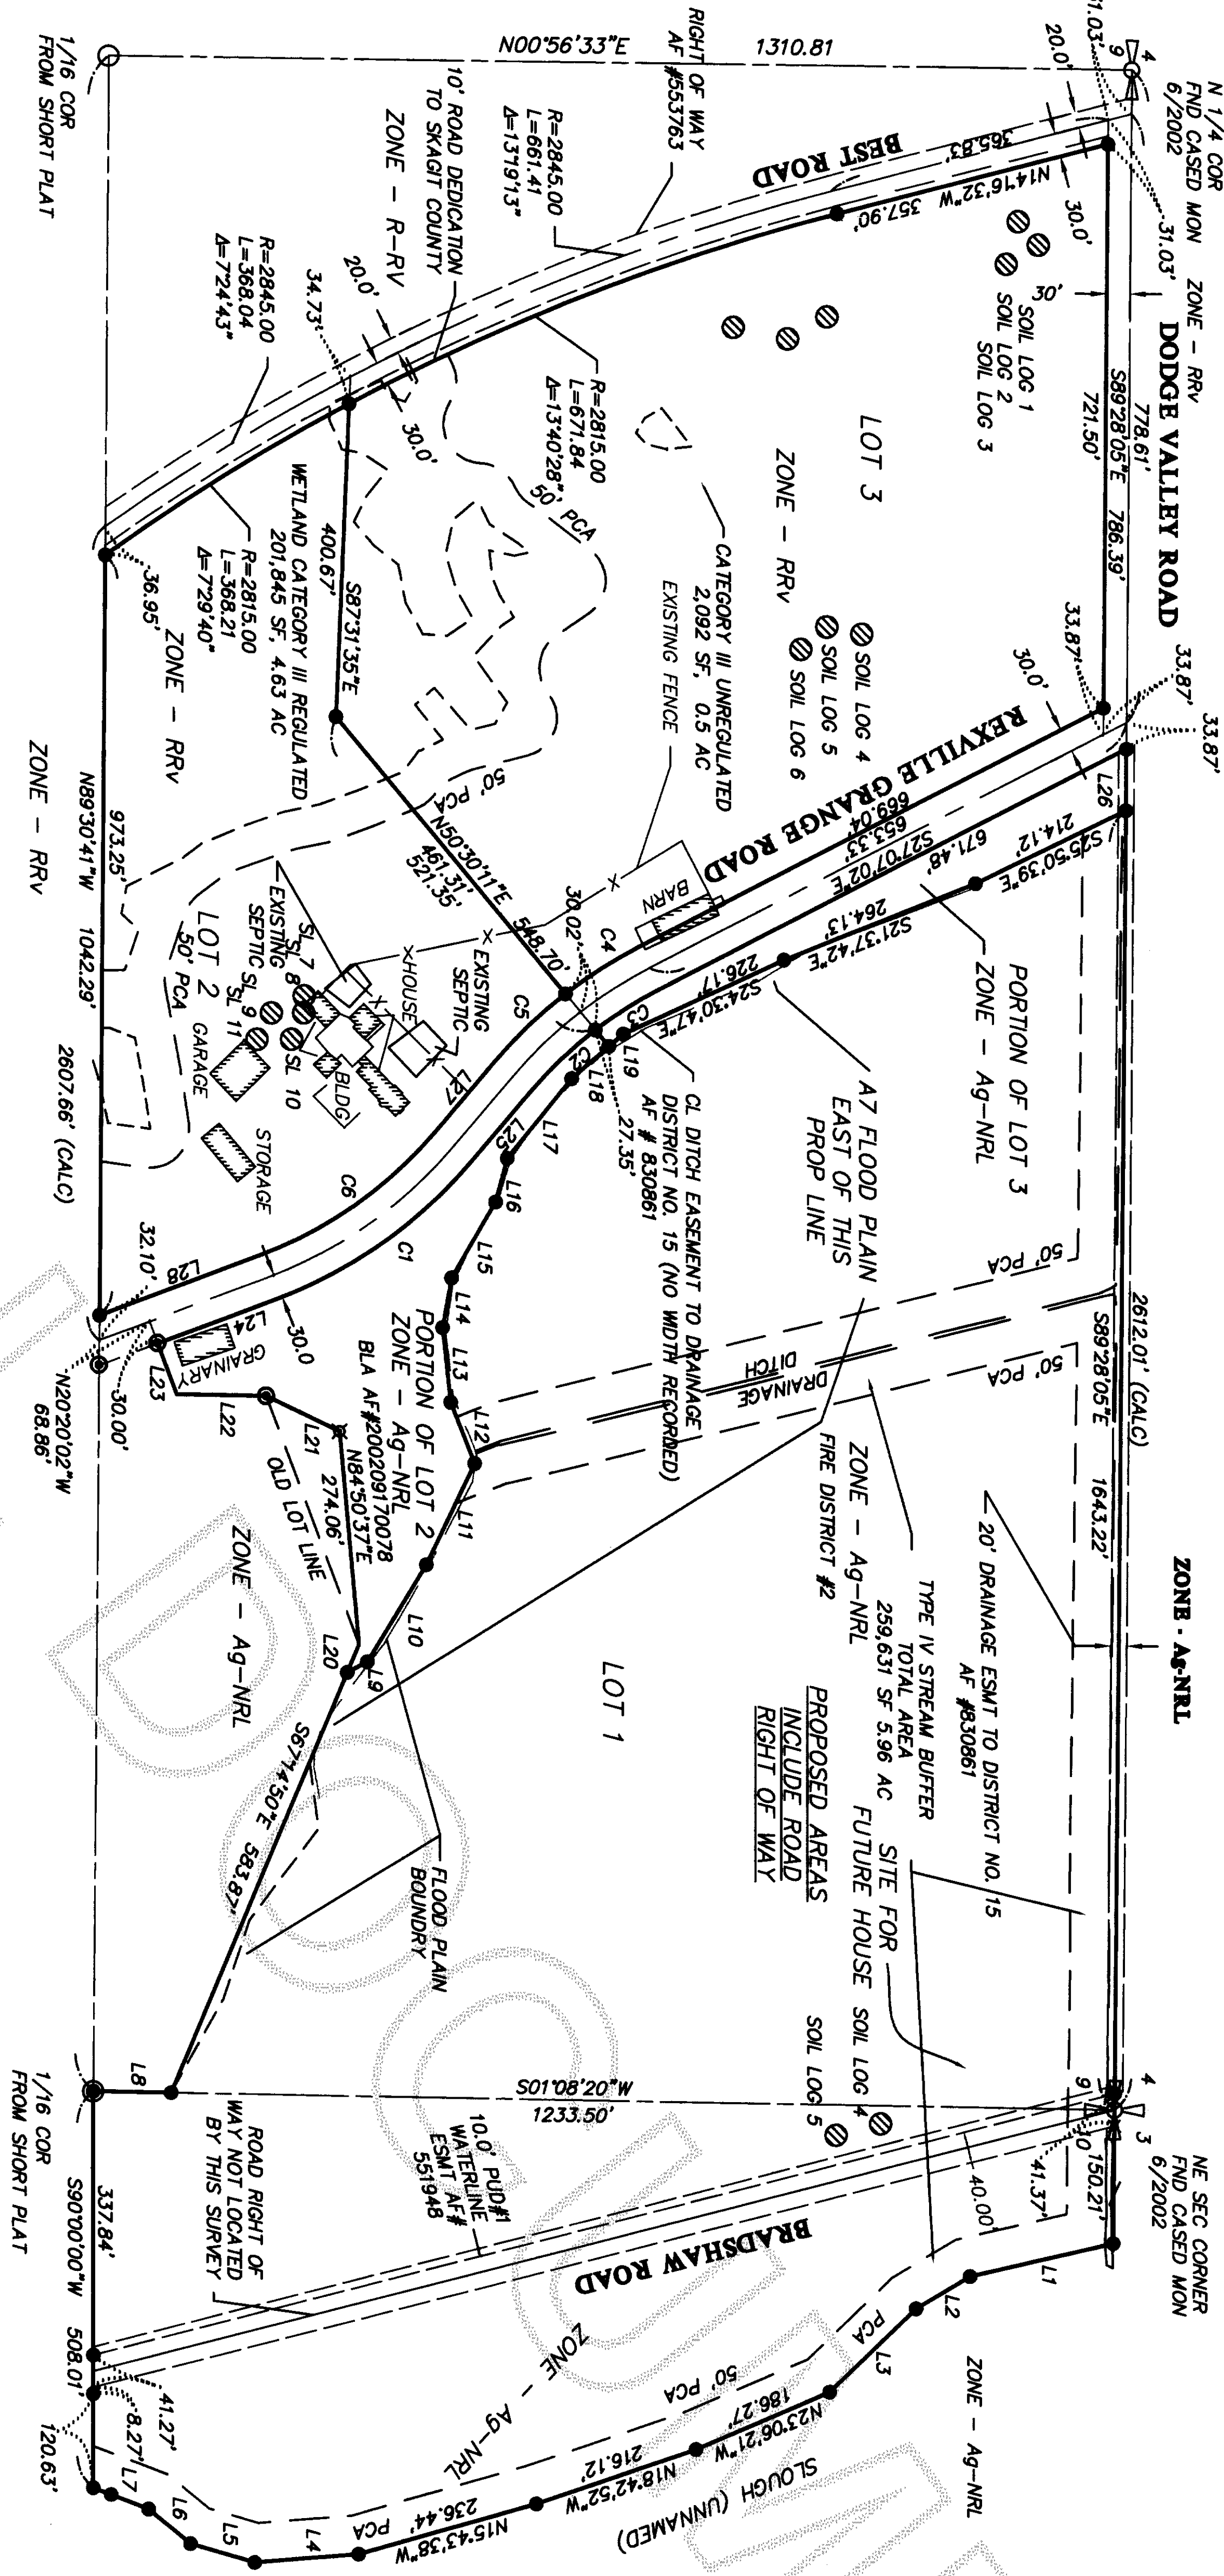 N 1/4 COR
FND CASED MON
6/2002
4
9
20.0'
31.03'
30.0'
30'
ZONE - RRv
DODGE VALLEY ROAD
778.61'
S89°28'05"E 786.39'
721.50'
33.87'
33.87'
33.87'
30.0'
L26
2612.01' (CALC)
S89°28'05"E 1643.22'
ZONE - Ag-NRL
NE SEC CORNER
FND CASED MON
6/2002
4
3
9
10
150.21'
41.37'
40.00'
N00°56'33"E 1310.81
RIGHT OF WAY
AF #553763
BEST ROAD
365.83'
N14°16'32"W 357.90'
SOIL LOG 1
SOIL LOG 2
SOIL LOG 3
LOT 3
ZONE - RRv
SOIL LOG 4
SOIL LOG 5
SOIL LOG 6
CATEGORY III UNREGULATED
2,092 SF, 0.5 AC
EXISTING FENCE
R=2845.00
L=661.41
Δ=13°19'13"
10' ROAD DEDICATION
TO SKAGIT COUNTY
ZONE - R-RV
20.0'
34.73'
30.0'
R=2815.00
L=671.84
Δ=13°40'28"
50' PCA
R=2845.00
L=368.04
Δ=7°24'43"
1/16 COR
FROM SHORT PLAT
S87°31'35"E
400.67'
WETLAND CATEGORY III REGULATED
201,845 SF, 4.63 AC
R=2815.00
L=368.21
Δ=7°29'40"
36.95'
ZONE - RRv
ZONE - RRv
973.25'
N89°30'41"W 1042.29'
2607.66' (CALC)
50' PCA
N50°30'11"E
461.31'
521.35'
548.70'
30.02'
REXVILLE GRANGE ROAD
669.04'
653.33'
S27°07'02"E
671.48'
214.12'
S25°50'39"E
264.13'
S21°37'42"E
226.17'
S24°30'47"E
BARN
C4
C3
C5
C2
L19
L18
27.35'
L17
L25
L16
L15
L14
L13
L12
L11
L10
L9
PORTION OF LOT 3
ZONE - Ag-NRL
A7 FLOOD PLAIN
EAST OF THIS
PROP LINE
CL DITCH EASEMENT TO DRAINAGE
DISTRICT NO. 15 (NO WIDTH RECORDED)
AF # 830861
50' PCA
50' PCA
DRAINAGE
DITCH
EXISTING
SEPTIC
HOUSE
EXISTING
SEPTIC
SL 7
SL 8
SL 9
SL 10
SL 11
LOT 2
50' PCA
GARAGE
BLDG
STORAGE
L27
C6
C1
L28
32.10'
30.0
L24
GRAINARY
L23
30.00'
N20°20'02"W
68.86'
L22
L21
274.06'
N84°50'37"E
OLD LOT LINE
PORTION OF LOT 2
ZONE - Ag-NRL
BLA AF#200209170078
ZONE - Ag-NRL
L20
S67°14'50"E 583.87'
FLOOD PLAIN
BOUNDRY
LOT 1
ZONE - Ag-NRL
FIRE DISTRICT #2
TYPE IV STREAM BUFFER
TOTAL AREA
259,631 SF 5.96 AC
20' DRAINAGE ESMT TO DISTRICT NO. 15
AF #830861
PROPOSED AREAS
INCLUDE ROAD
RIGHT OF WAY
SITE FOR
FUTURE HOUSE
SOIL LOG 4
SOIL LOG 5
S01°08'20"W
1233.50'
L8
1/16 COR
FROM SHORT PLAT
10.0' PUD#1
WATERLINE
ESMT AF#
551948
ROAD RIGHT OF
WAY NOT LOCATED
BY THIS SURVEY
BRADSHAW ROAD
337.84'
S90°00'00"W 508.01'
41.27'
8.27'
120.63'
ZONE - Ag-NRL
ZONE - Ag-NRL
L1
L2
L3
PCA
50' PCA
186.27'
N23°06'21"W
216.12'
N18°42'52"W
236.44'
N15°43'38"W
PCA
SLOUGH (UNNAMED)
L4
L5
L6
L7
31.03'